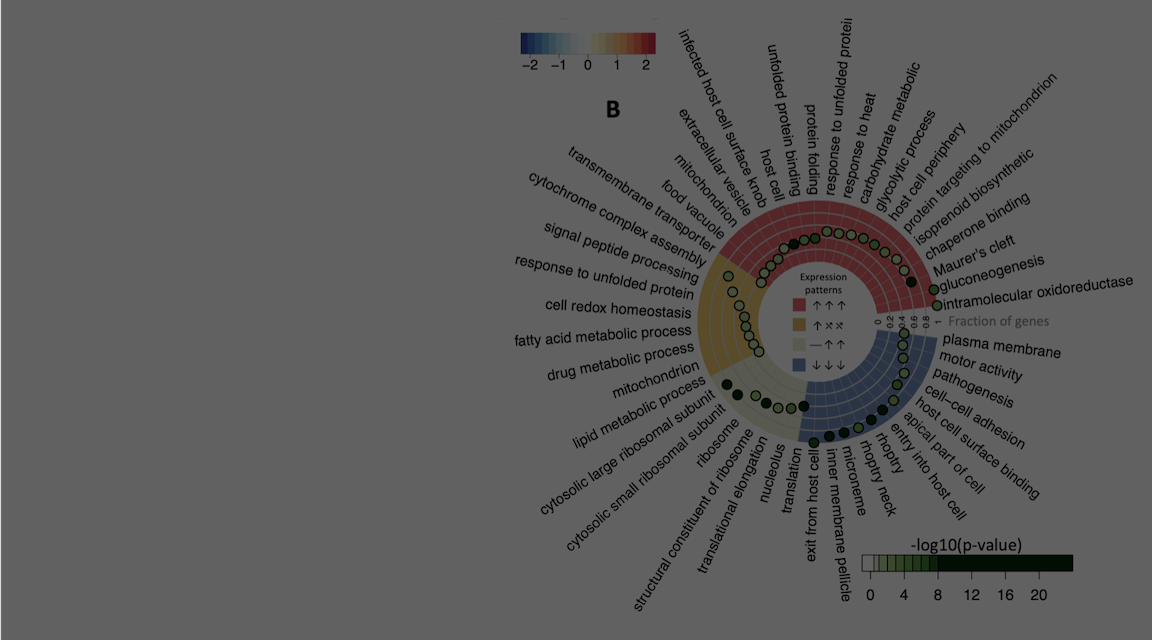 −2 −1 0 1 2
B
infected host cell surface knob
extracellular vesicle
mitochondrion
food vacuole
host cell
unfolded protein binding
protein folding
response to unfolded protein
response to heat
carbohydrate metabolic
glycolytic process
host cell periphery
protein targeting to mitochondrion
isoprenoid biosynthetic
chaperone binding
Maurer's cleft
gluconeogenesis
intramolecular oxidoreductase
transmembrane transporter
cytochrome complex assembly
signal peptide processing
response to unfolded protein
cell redox homeostasis
fatty acid metabolic process
drug metabolic process
mitochondrion
lipid metabolic process
Expression
patterns
↑ ↑ ↑
↑
— ↑ ↑
↓ ↓ ↓
0 0.2 0.4 0.6 0.8 1
Fraction of genes
plasma membrane
motor activity
pathogenesis
cell−cell adhesion
host cell surface binding
apical part of cell
entry into host cell
rhoptry
rhoptry neck
microneme
inner membrane pellicle
exit from host cell
translation
nucleolus
translational elongation
structural constituent of ribosome
ribosome
cytosolic small ribosomal subunit
cytosolic large ribosomal subunit
-log10(p-value)
0 4 8 12 16 20